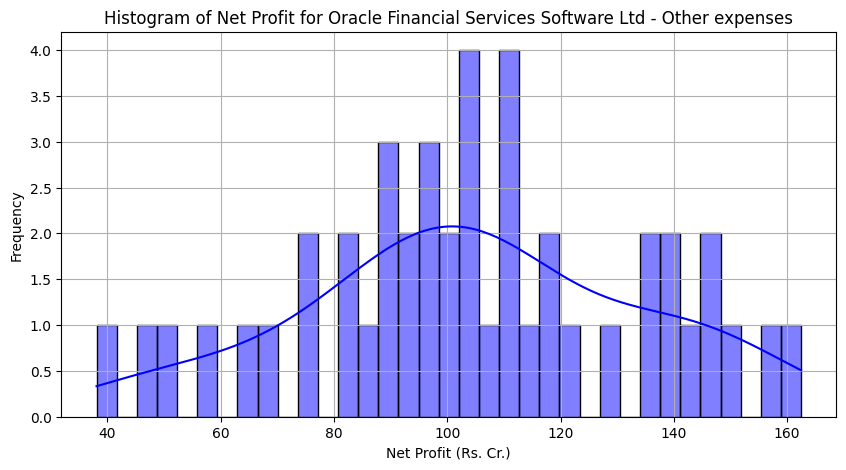 Histogram of Net Profit for Oracle Financial Services Software Ltd - Other expenses
4.0
3.5
3.0
2.5
2.0
1.5
1.0
0.5
0.0
Frequency
40 60 80 100 120 140 160
Net Profit (Rs. Cr.)